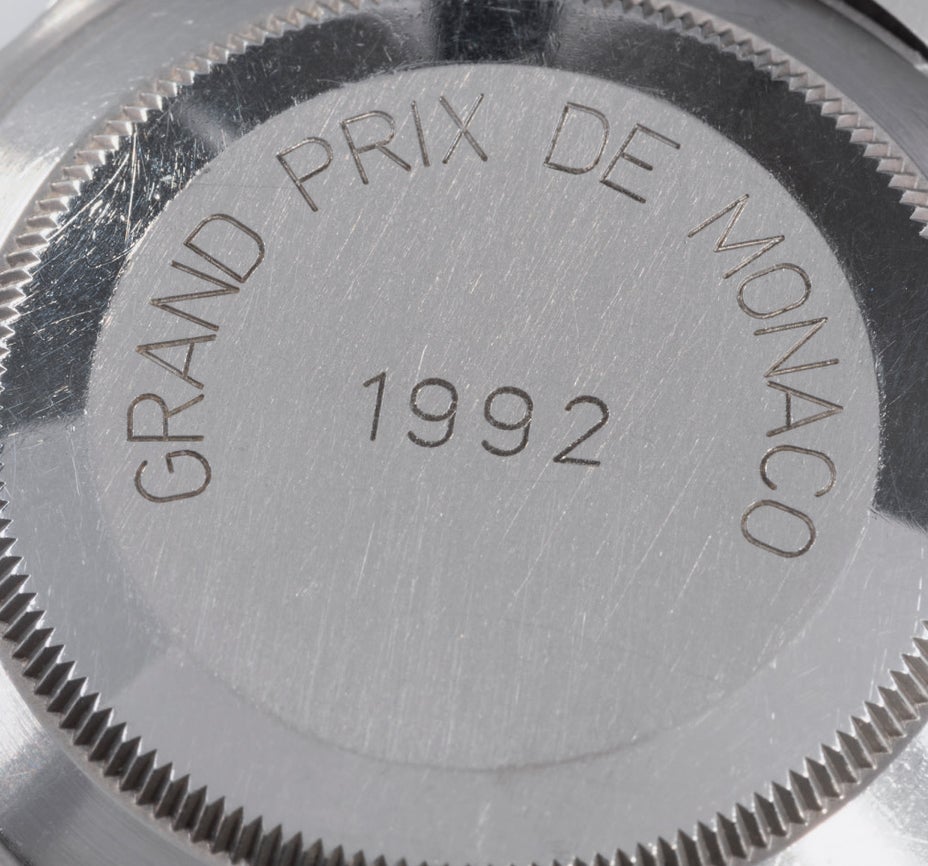 GRAND PRIX DE MONACO
1992